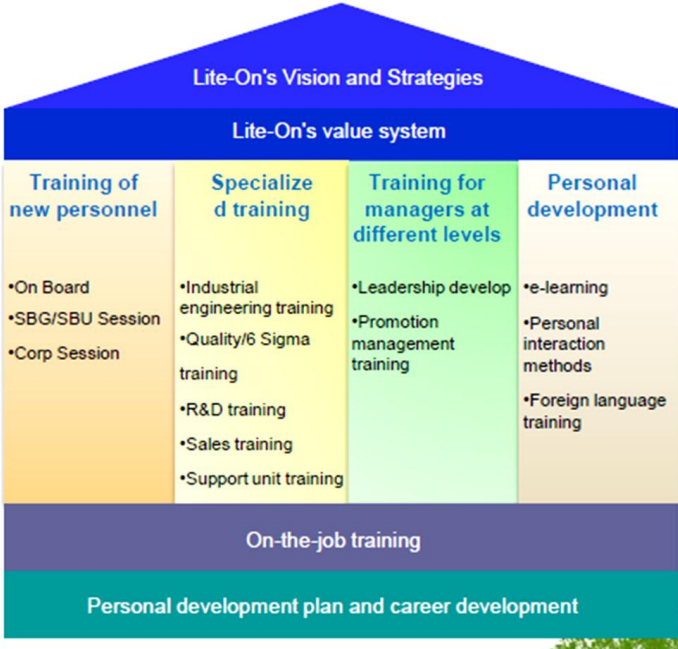 Lite-On's Vision and Strategies
Lite-On's value system
Training of
new personnel
•On Board
•SBG/SBU Session
•Corp Session
Specialize
d training
•Industrial
engineering training
•Quality/6 Sigma
training
•R&D training
•Sales training
•Support unit training
Training for
managers at
different levels
•Leadership develop
•Promotion
management
training
Personal
development
•e-learning
•Personal
interaction
methods
•Foreign language
training
On-the-job training
Personal development plan and career development